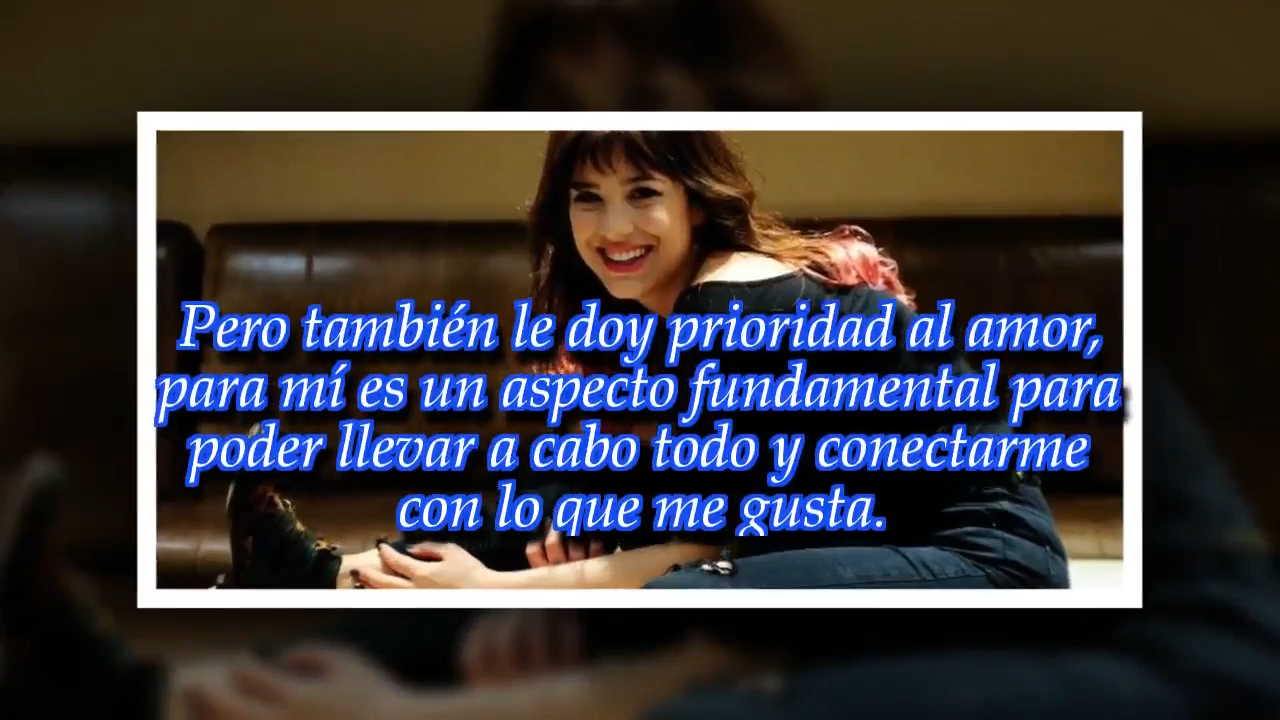 Pero también le doy prioridad al amor,
para mí es un aspecto fundamental para
poder llevar a cabo todo y conectarme
con lo que me gusta.